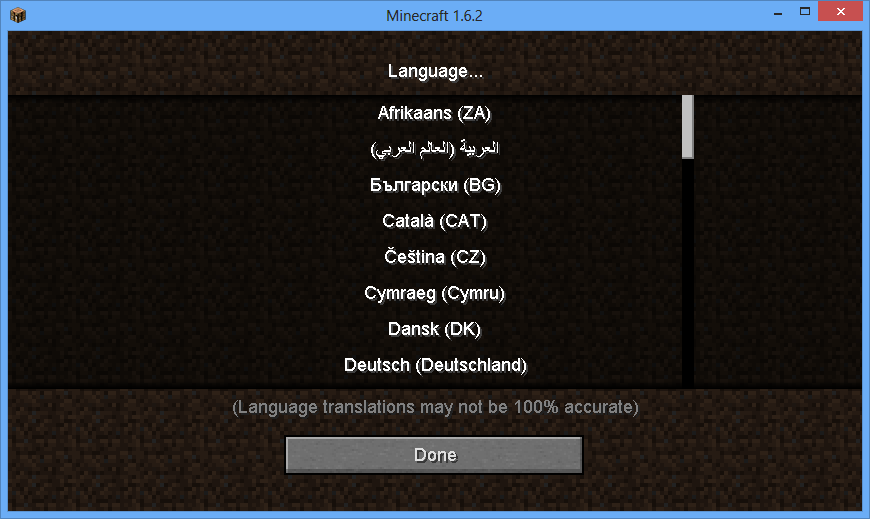 Minecraft 1.6.2
Language...
Afrikaans (ZA)
العربية (العالم العربي)
Български (BG)
Català (CAT)
Čeština (CZ)
Cymraeg (Cymru)
Dansk (DK)
Deutsch (Deutschland)
(Language translations may not be 100% accurate)
Done